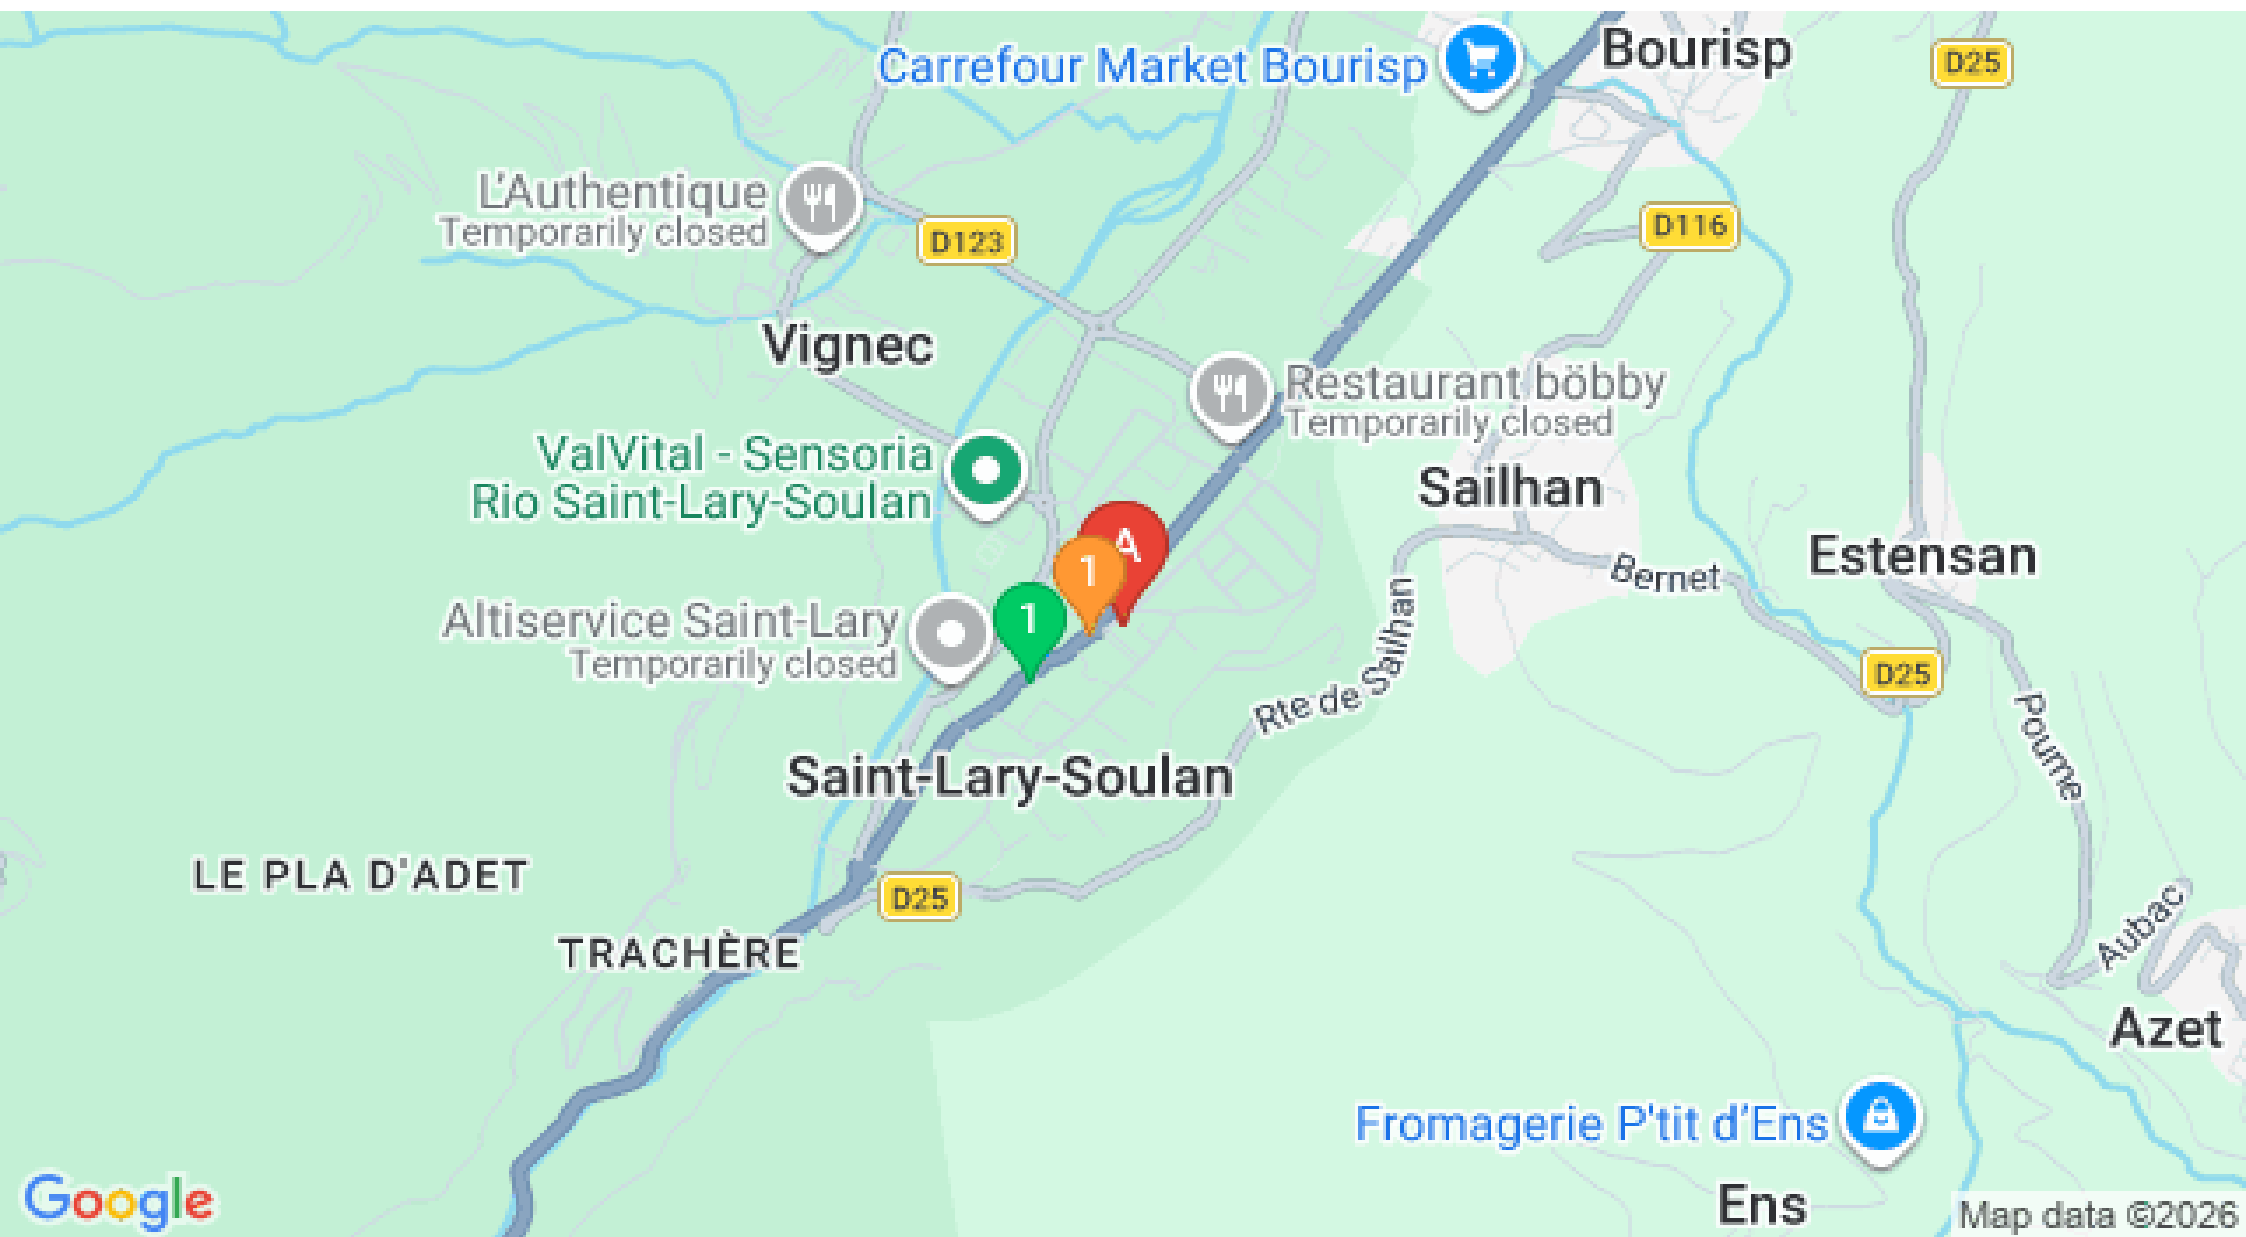 Bourisp
D25
Carrefour Market Bourisp
L'Authentique
Temporarily closed
D123
D116
Vignec
Restaurant böbby
Temporarily closed
ValVital - Sensoria
Rio Saint-Lary-Soulan
Sailhan
A
1
1
Bernet
Estensan
Altiservice Saint-Lary
Temporarily closed
Rte de Sailhan
D25
Poume
Saint-Lary-Soulan
LE PLA D'ADET
D25
TRACHÈRE
Aubac
Azet
Fromagerie P'tit d'Ens
Ens
Google
Map data ©2026